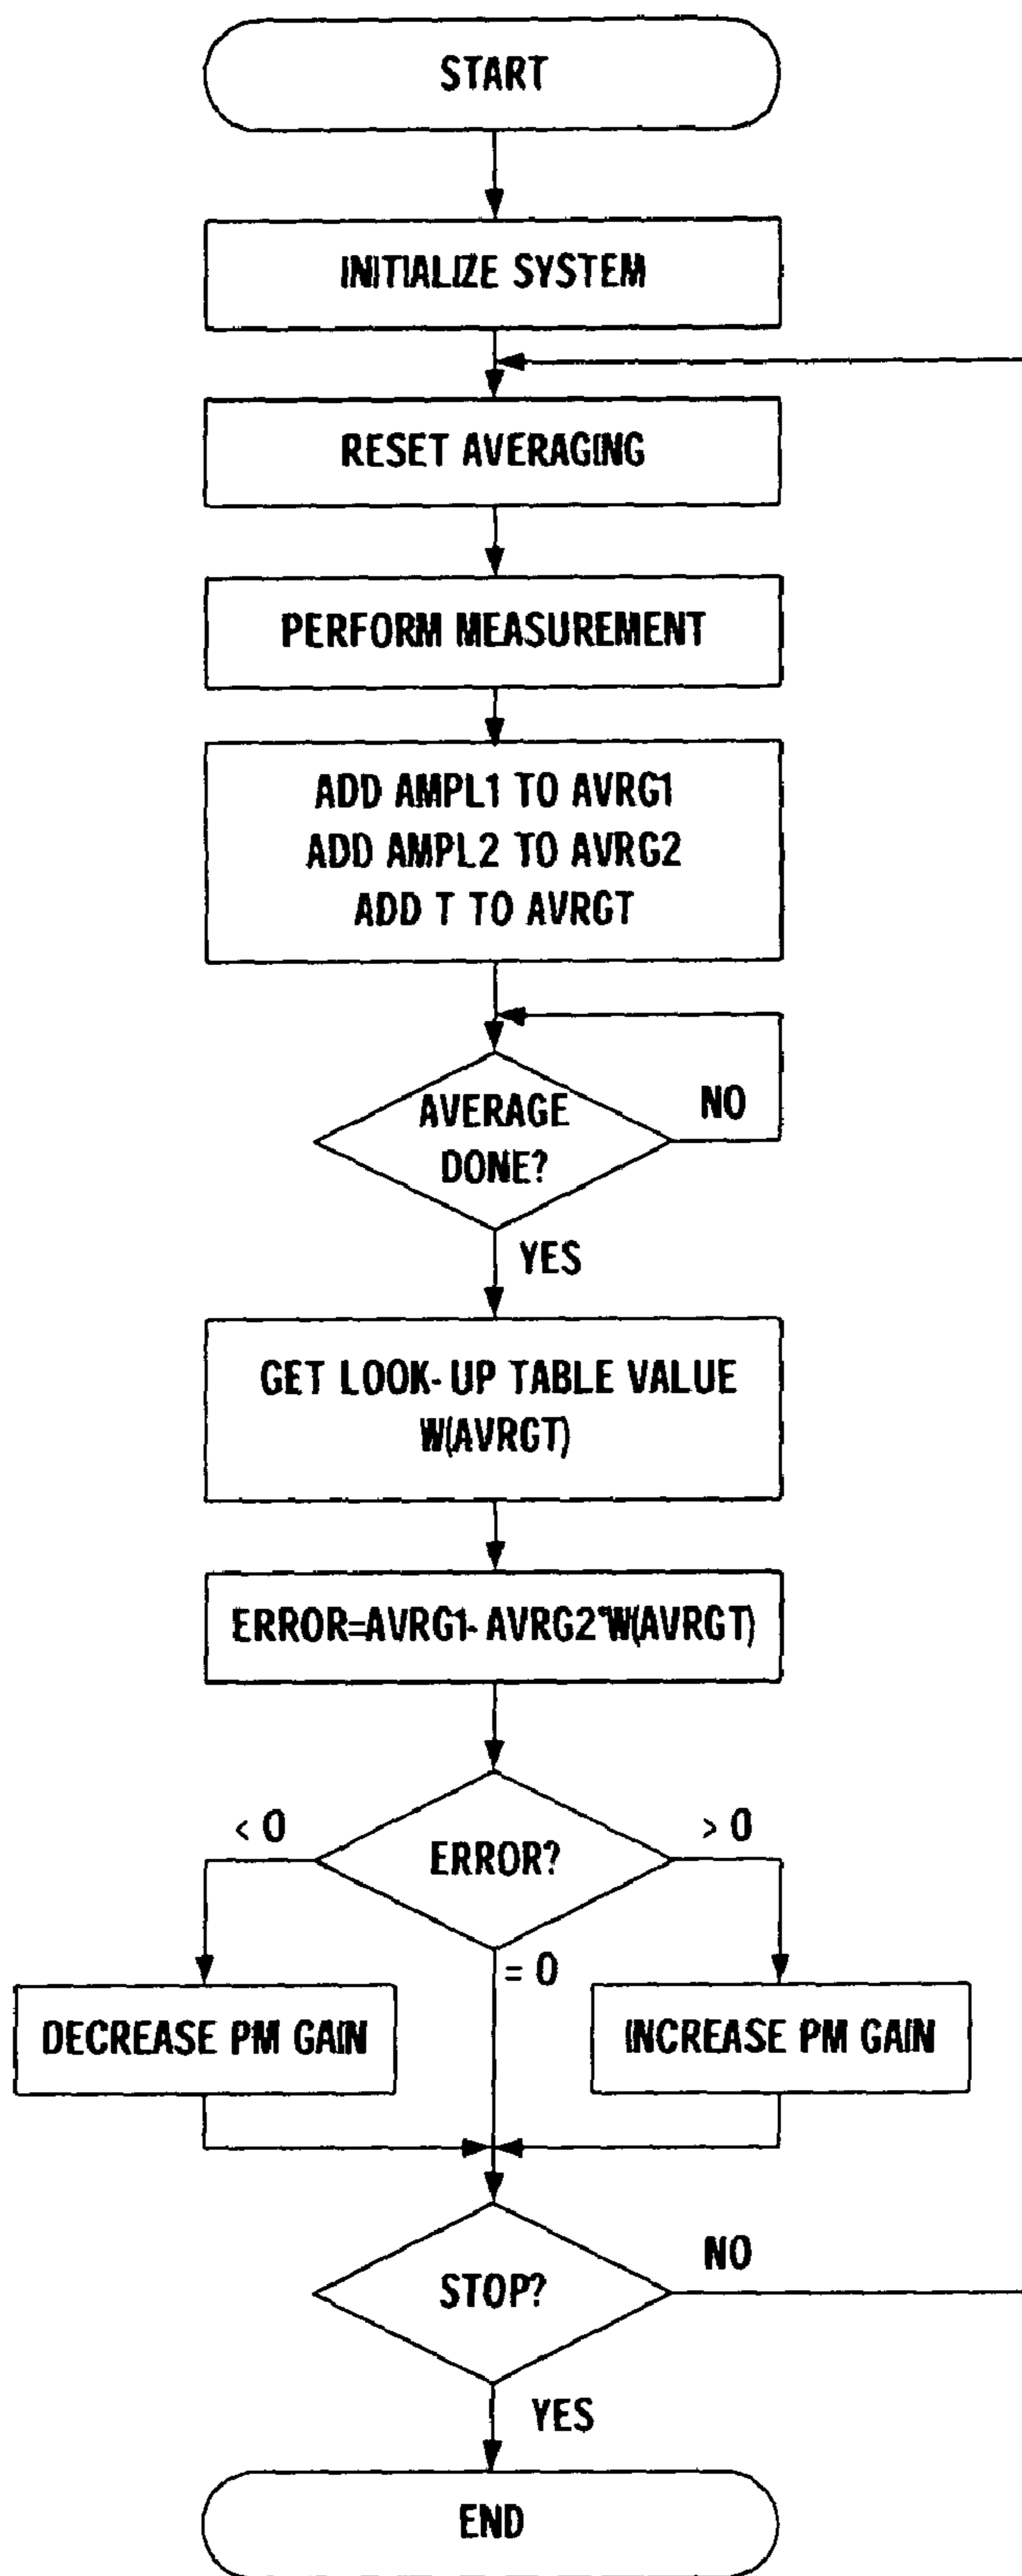 START
INITIALIZE SYSTEM
RESET AVERAGING
PERFORM MEASUREMENT
ADD AMPL1 TO AVRG1
ADD AMPL2 TO AVRG2
ADD T TO AVRGT
AVERAGE
DONE?
NO
YES
GET LOOK-UP TABLE VALUE
W(AVRGT)
ERROR=AVRG1-AVRG2*W(AVRGT)
< 0
ERROR?
> 0
= 0
DECREASE PM GAIN
INCREASE PM GAIN
STOP?
NO
YES
END